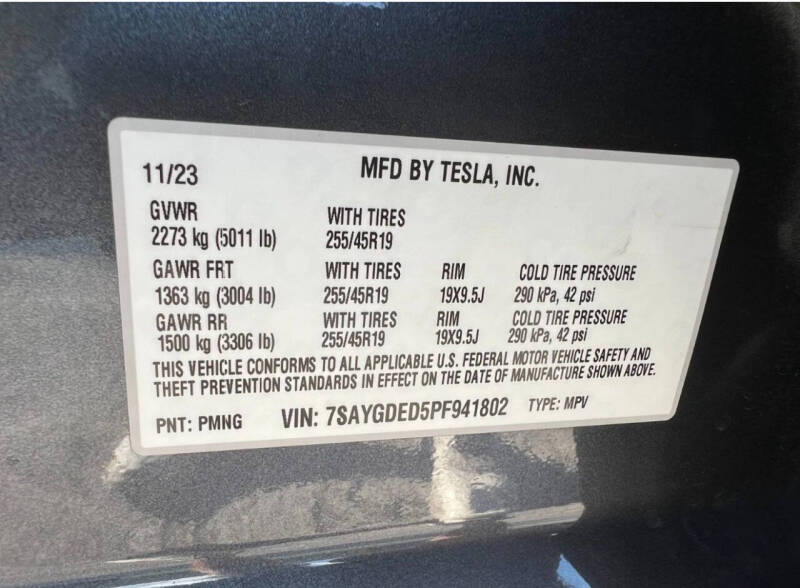 11/23 MFD BY TESLA, INC.
GVWR WITH TIRES
2273 kg (5011 lb) 255/45R19
GAWR FRT WITH TIRES RIM COLD TIRE PRESSURE
1363 kg (3004 lb) 255/45R19 19X9.5J 290 kPa, 42 psi
GAWR RR WITH TIRES RIM COLD TIRE PRESSURE
1500 kg (3306 lb) 255/45R19 19X9.5J 290 kPa, 42 psi
THIS VEHICLE CONFORMS TO ALL APPLICABLE U.S. FEDERAL MOTOR VEHICLE SAFETY AND
THEFT PREVENTION STANDARDS IN EFFECT ON THE DATE OF MANUFACTURE SHOWN ABOVE.
PNT: PMNG VIN: 7SAYGDED5PF941802 TYPE: MPV